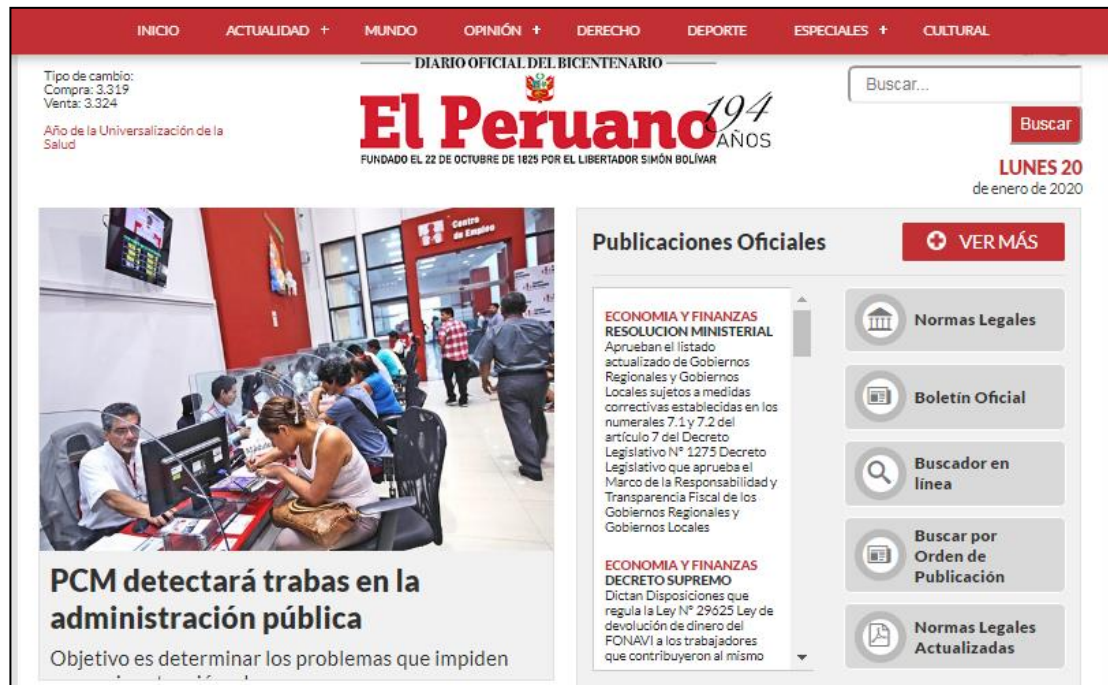 INICIO ACTUALIDAD + MUNDO OPINIÓN + DERECHO DEPORTE ESPECIALES + CULTURAL
Tipo de cambio:
Compra: 3.319
Venta: 3.324
Año de la Universalización de la
Salud
DIARIO OFICIAL DEL BICENTENARIO
El Peruano
194
AÑOS
FUNDADO EL 22 DE OCTUBRE DE 1825 POR EL LIBERTADOR SIMÓN BOLÍVAR
Buscar...
Buscar
LUNES 20
de enero de 2020
Centro
de Empleo
PCM detectará trabas en la
administración pública
Objetivo es determinar los problemas que impiden
Publicaciones Oficiales
VER MÁS
ECONOMIA Y FINANZAS
RESOLUCION MINISTERIAL
Aprueban el listado
actualizado de Gobiernos
Regionales y Gobiernos
Locales sujetos a medidas
correctivas establecidas en los
numerales 7.1 y 7.2 del
artículo 7 del Decreto
Legislativo N° 1275 Decreto
Legislativo que aprueba el
Marco de la Responsabilidad y
Transparencia Fiscal de los
Gobiernos Regionales y
Gobiernos Locales
ECONOMIA Y FINANZAS
DECRETO SUPREMO
Dictan Disposiciones que
regula la Ley N° 29625 Ley de
devolución de dinero del
FONAVI a los trabajadores
que contribuyeron al mismo
Normas Legales
Boletín Oficial
Buscador en
línea
Buscar por
Orden de
Publicación
Normas Legales
Actualizadas